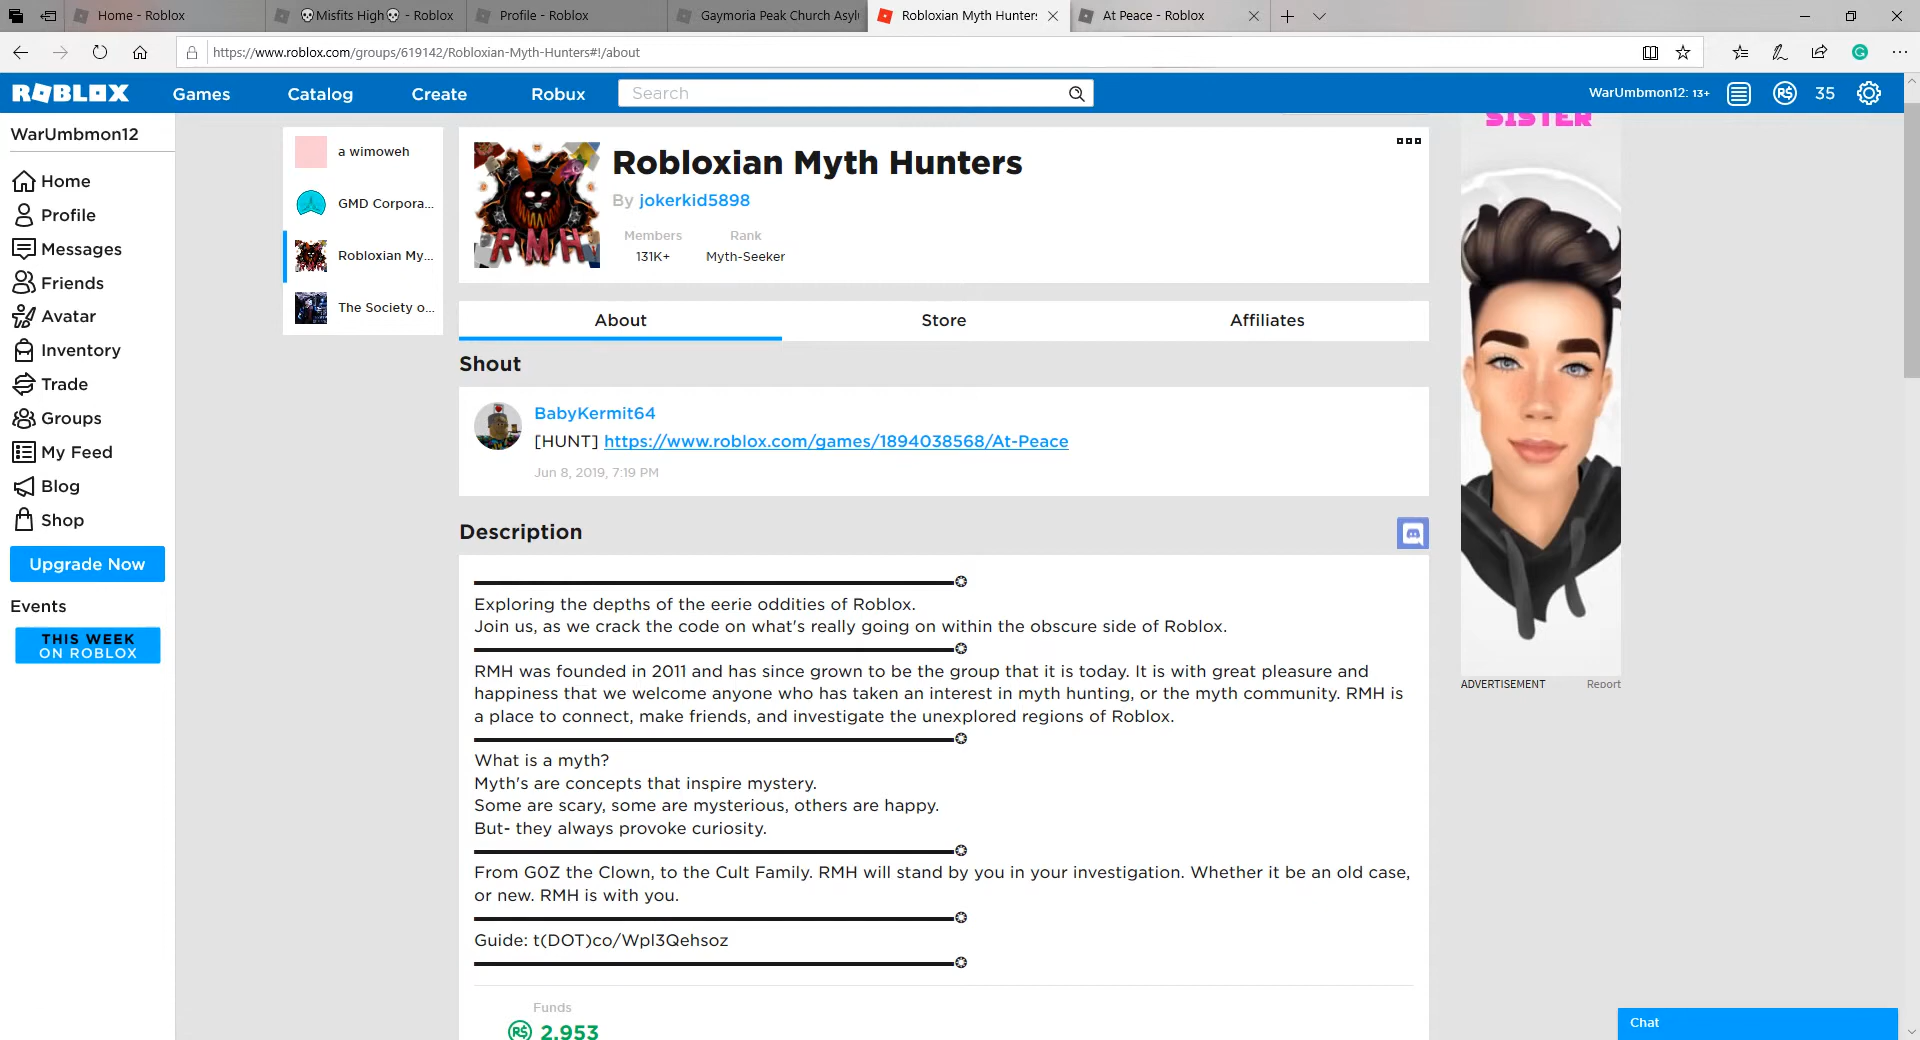 Home - Roblox
💀Misfits High💀 - Roblox
Profile - Roblox
Gaymoria Peak Church Asylu
Robloxian Myth Hunters
At Peace - Roblox
https://www.roblox.com/groups/619142/Robloxian-Myth-Hunters#!/about
ROBLOX
Games
Catalog
Create
Robux
Search
WarUmbmon12: 13+
35
WarUmbmon12
Home
Profile
Messages
Friends
Avatar
Inventory
Trade
Groups
My Feed
Blog
Shop
Upgrade Now
Events
THIS WEEK
ON ROBLOX
a wimoweh
GMD Corpora...
Robloxian My...
The Society o...
RMH
Robloxian Myth Hunters
By jokerkid5898
Members Rank
131K+ Myth-Seeker
About Store Affiliates
Shout
BabyKermit64
[HUNT] https://www.roblox.com/games/1894038568/At-Peace
Jun 8, 2019, 7:19 PM
Description
Exploring the depths of the eerie oddities of Roblox.
Join us, as we crack the code on what's really going on within the obscure side of Roblox.
RMH was founded in 2011 and has since grown to be the group that it is today. It is with great pleasure and
happiness that we welcome anyone who has taken an interest in myth hunting, or the myth community. RMH is
a place to connect, make friends, and investigate the unexplored regions of Roblox.
What is a myth?
Myth's are concepts that inspire mystery.
Some are scary, some are mysterious, others are happy.
But- they always provoke curiosity.
From G0Z the Clown, to the Cult Family. RMH will stand by you in your investigation. Whether it be an old case,
or new. RMH is with you.
Guide: t(DOT)co/Wpl3Qehsoz
Funds
R$ 2,953
SISTER
ADVERTISEMENT Report
Chat